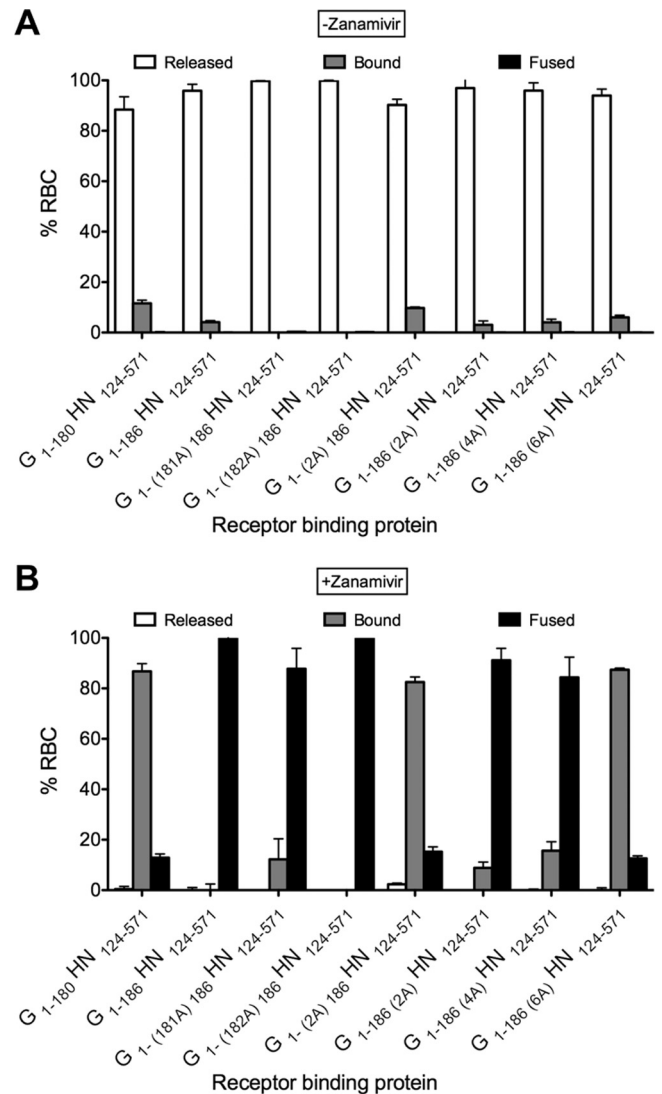 A
-Zanamivir
Released Bound Fused
100
80
60
40
20
0
% RBC
G 1-180 HN 124-571
G 1-186 HN 124-571
G 1- (181A) 186 HN 124-571
G 1- (182A) 186 HN 124-571
G 1- (2A) 186 HN 124-571
G 1-186 (2A) HN 124-571
G 1-186 (4A) HN 124-571
G 1-186 (6A) HN 124-571
Receptor binding protein
B
+Zanamivir
Released Bound Fused
100
80
60
40
20
0
% RBC
G 1-180 HN 124-571
G 1-186 HN 124-571
G 1- (181A) 186 HN 124-571
G 1- (182A) 186 HN 124-571
G 1- (2A) 186 HN 124-571
G 1-186 (2A) HN 124-571
G 1-186 (4A) HN 124-571
G 1-186 (6A) HN 124-571
Receptor binding protein